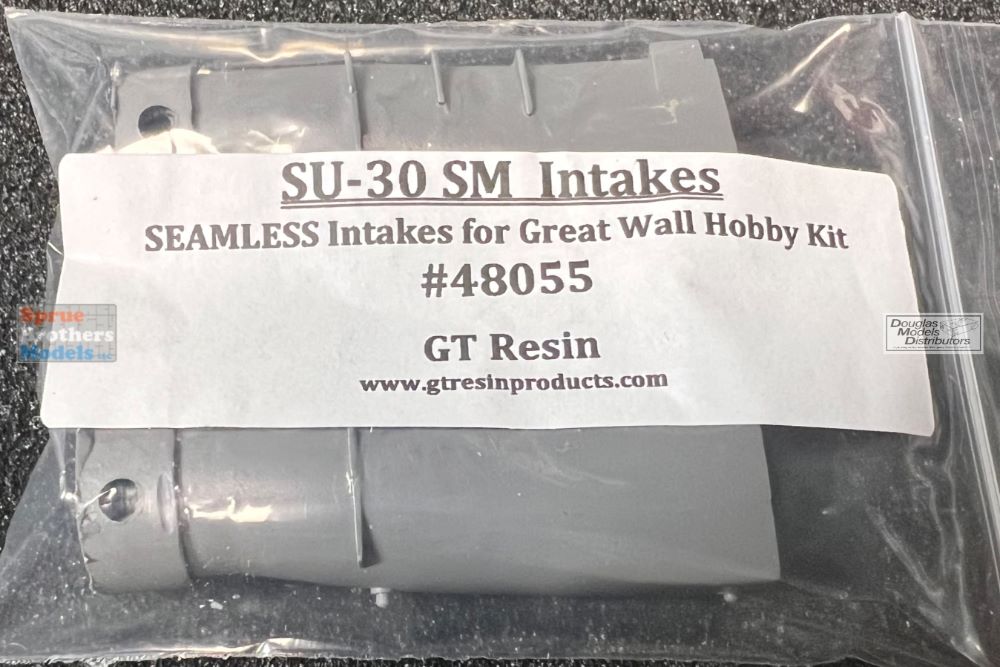 SU-30 SM Intakes
SEAMLESS Intakes for Great Wall Hobby Kit
#48055
GT Resin
www.gtresinproducts.com
Sprue
Brothers
Models LLC
Douglas
Models
Distributors